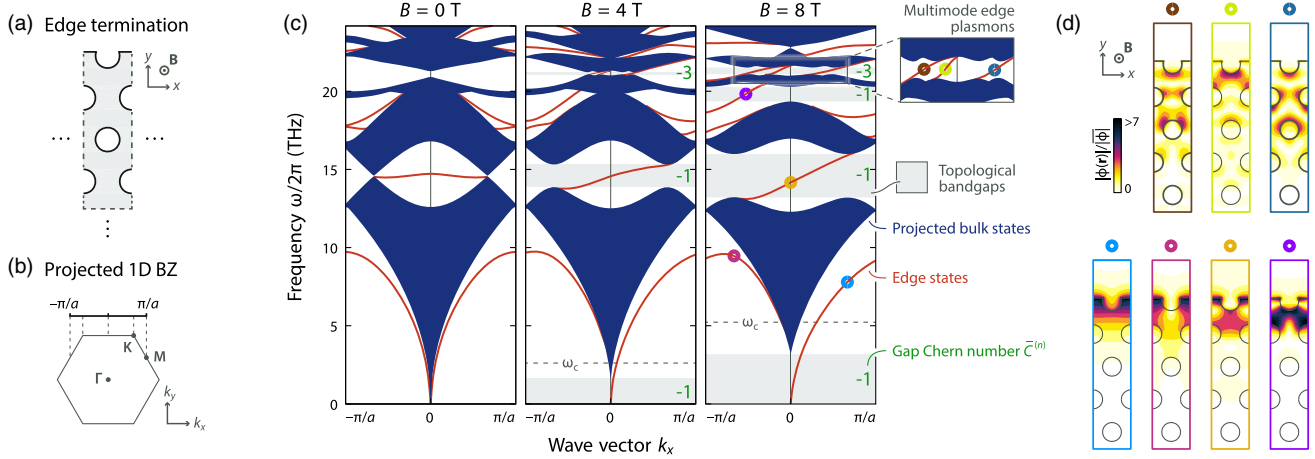 (a) Edge termination
y
x
B
...
...
...
(b) Projected 1D BZ
−π/a
π/a
K
M
Γ
k_y
k_x
(c)
B = 0 T
B = 4 T
B = 8 T
Frequency ω/2π (THz)
20
15
10
5
0
ω_c
ω_c
-3
-1
-1
-3
-1
-1
-1
−π/a 0 π/a
−π/a 0 π/a
−π/a 0 π/a
Wave vector k_x
Multimode edge
plasmons
Topological
bandgaps
Projected bulk states
Edge states
Gap Chern number C̅⁽ⁿ⁾
(d)
y
x
B
|ϕ(r)|/|ϕ|
>7
0